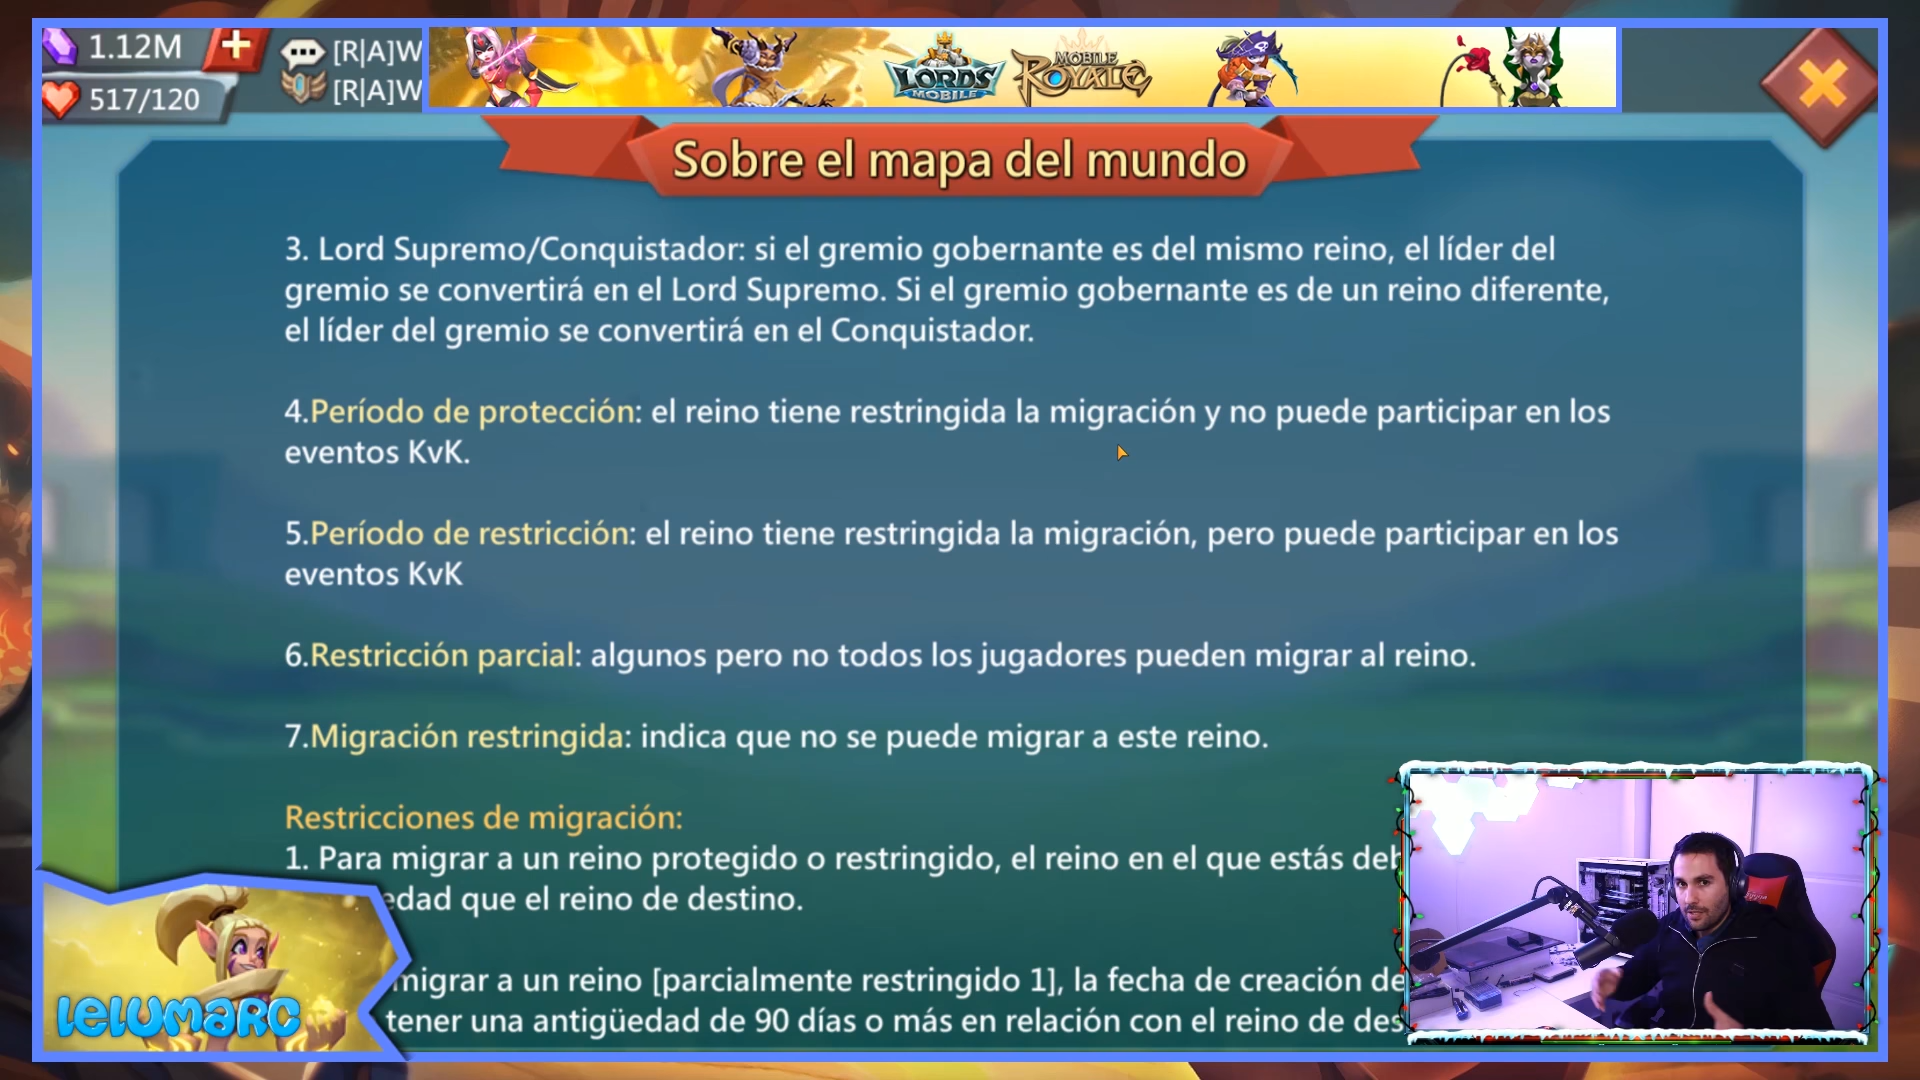 1.12M
517/120
[R|A]W
[R|A]W
LORDS MOBILE
MOBILE ROYALE
Sobre el mapa del mundo
3. Lord Supremo/Conquistador: si el gremio gobernante es del mismo reino, el líder del
gremio se convertirá en el Lord Supremo. Si el gremio gobernante es de un reino diferente,
el líder del gremio se convertirá en el Conquistador.
4.Período de protección: el reino tiene restringida la migración y no puede participar en los
eventos KvK.
5.Período de restricción: el reino tiene restringida la migración, pero puede participar en los
eventos KvK
6.Restricción parcial: algunos pero no todos los jugadores pueden migrar al reino.
7.Migración restringida: indica que no se puede migrar a este reino.
Restricciones de migración:
1. Para migrar a un reino protegido o restringido, el reino en el que estás
que el reino de destino.
migrar a un reino [parcialmente restringido 1], la fecha de creación de
tener una antigüedad de 90 días o más en relación con el reino de des
LELUMARC